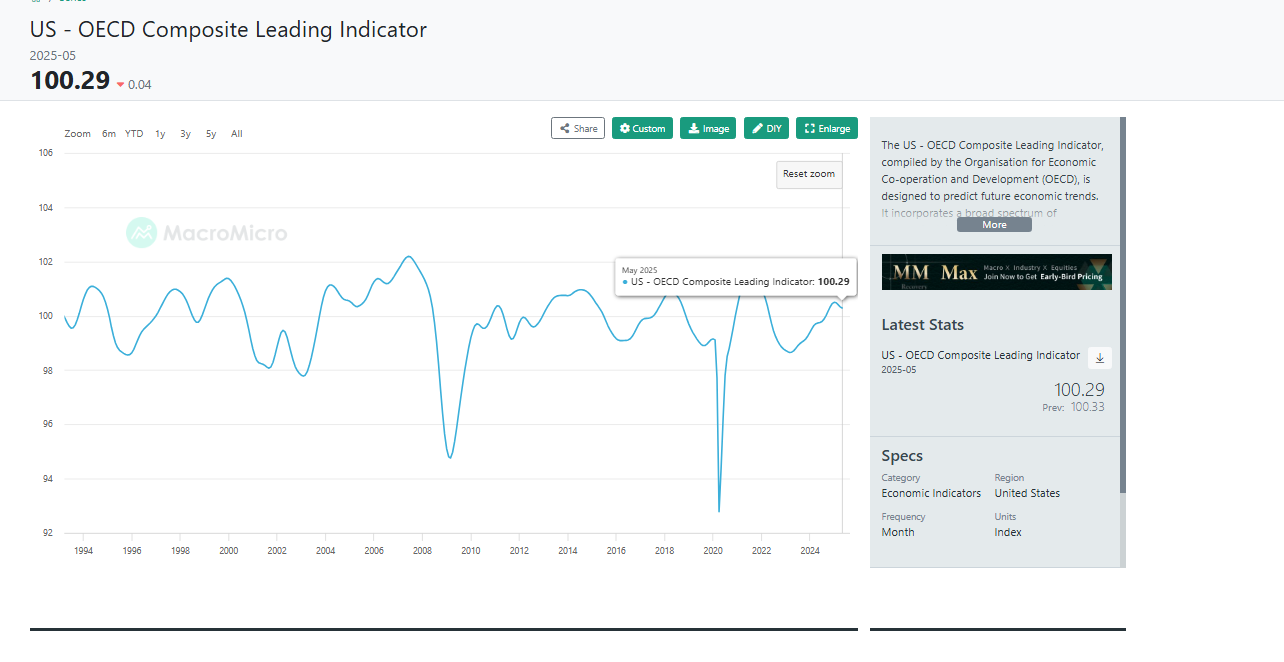 US - OECD Composite Leading Indicator
2025-05
100.29 0.04
Zoom 6m YTD 1y 3y 5y All
Share Custom Image DIY Enlarge
106
104
102
100
98
96
94
92
Reset zoom
MacroMicro
May 2025
US - OECD Composite Leading Indicator: 100.29
1994 1996 1998 2000 2002 2004 2006 2008 2010 2012 2014 2016 2018 2020 2022 2024
The US - OECD Composite Leading Indicator,
compiled by the Organisation for Economic
Co-operation and Development (OECD), is
designed to predict future economic trends.
It incorporates a broad spectrum of
More
MM Max Macro X Industry X Equities
Join Now to Get Early-Bird Pricing
Recovery
Latest Stats
US - OECD Composite Leading Indicator
2025-05
100.29
Prev: 100.33
Specs
Category Region
Economic Indicators United States
Frequency Units
Month Index